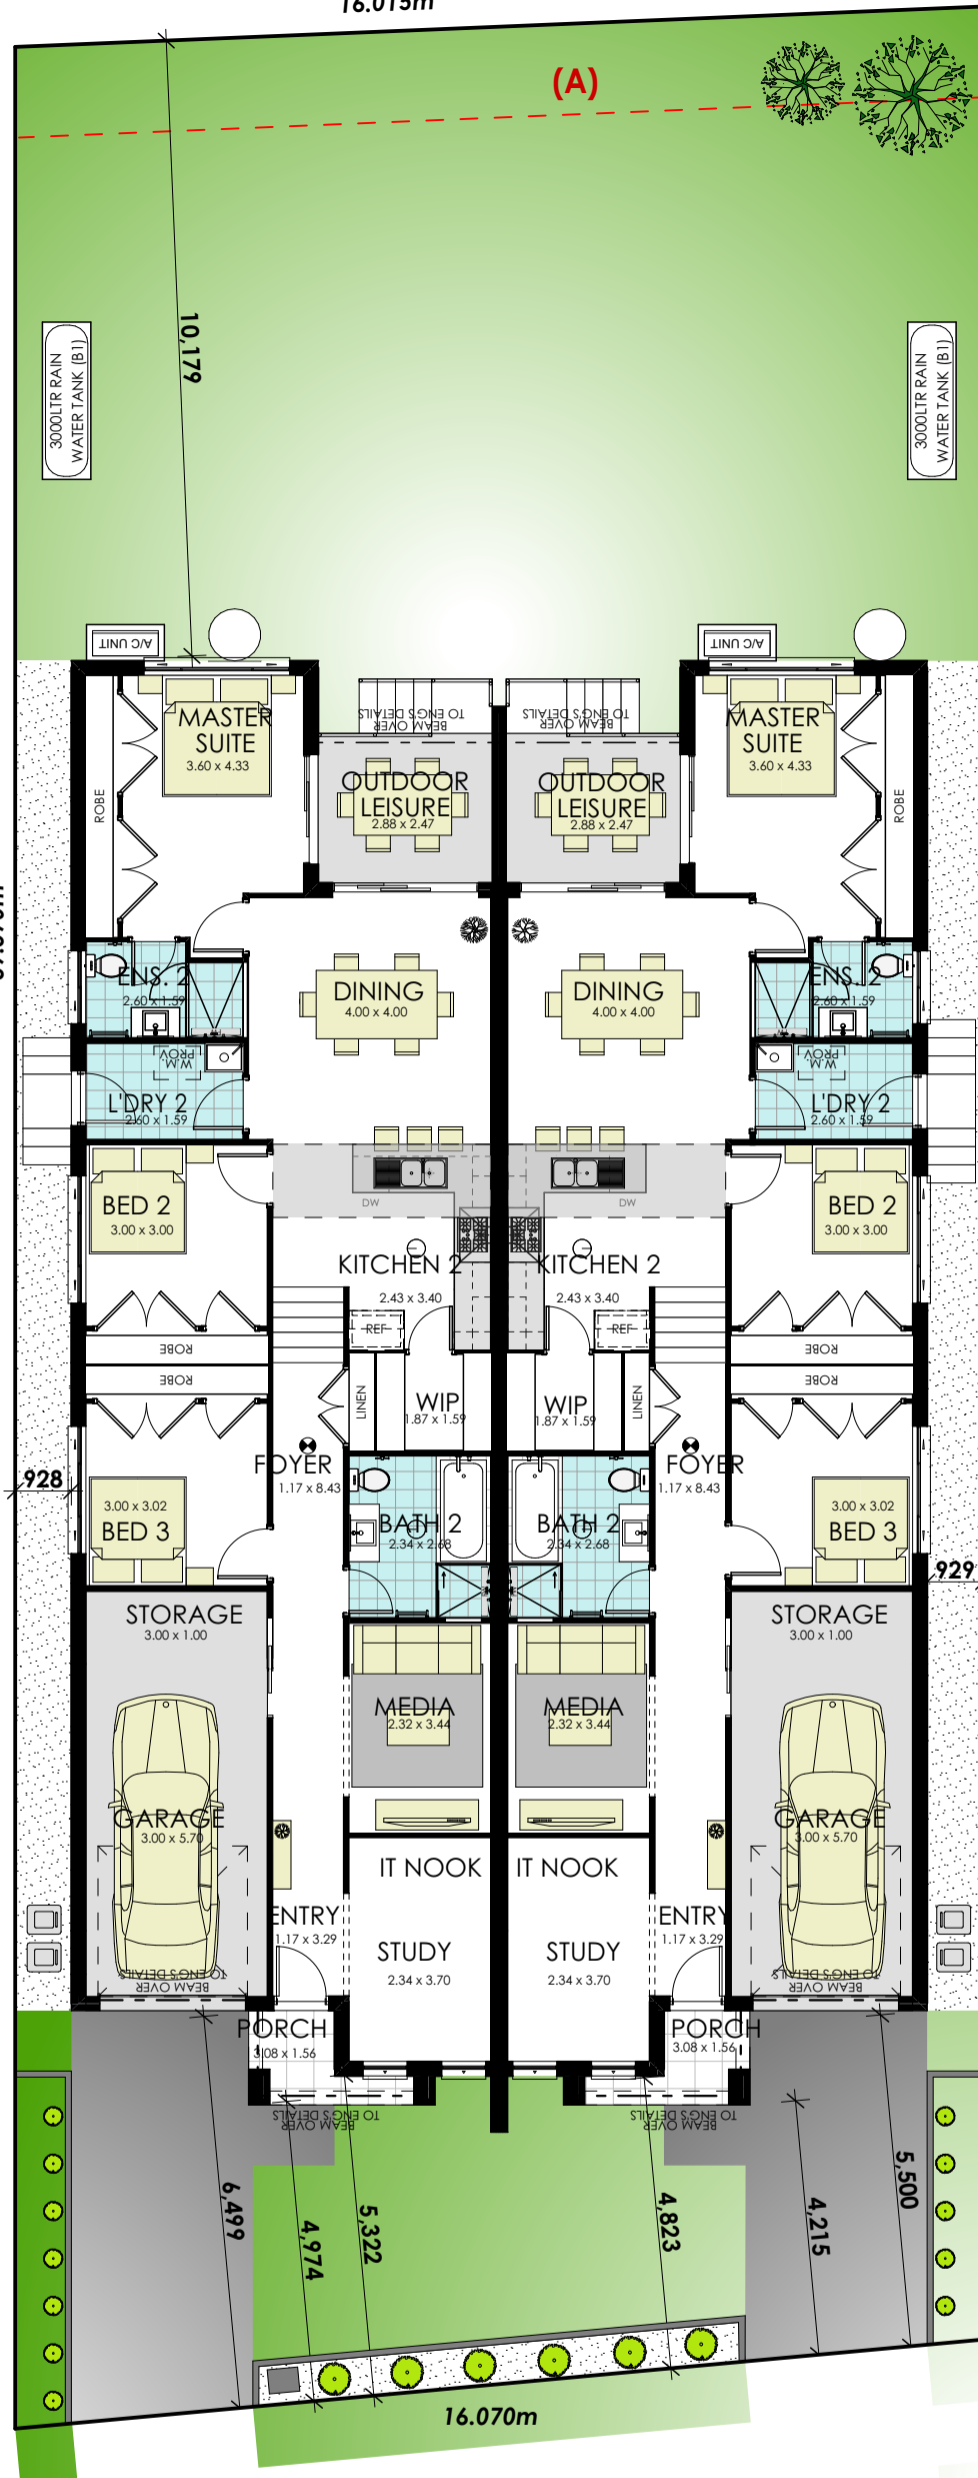 16.015m
(A)
10,179
3000LTR RAIN
WATER TANK (B1)
3000LTR RAIN
WATER TANK (B1)
A/C UNIT
A/C UNIT
MASTER
SUITE
3.60 x 4.33
ROBE
BEAM OVER
TO ENG'S DETAILS
OUTDOOR
LEISURE
2.88 x 2.47
BEAM OVER
TO ENG'S DETAILS
OUTDOOR
LEISURE
2.88 x 2.47
MASTER
SUITE
3.60 x 4.33
ROBE
ENS. 2
2.60 x 1.59
DINING
4.00 x 4.00
DINING
4.00 x 4.00
ENS. 2
2.60 x 1.59
W.M.
PROV
L'DRY 2
2.60 x 1.59
W.M.
PROV
L'DRY 2
2.60 x 1.59
BED 2
3.00 x 3.00
DW
DW
BED 2
3.00 x 3.00
KITCHEN 2
2.43 x 3.40
KITCHEN 2
2.43 x 3.40
REF
REF
ROBE
ROBE
ROBE
ROBE
LINEN
WIP
1.87 x 1.59
WIP
1.87 x 1.59
LINEN
FOYER
1.17 x 8.43
FOYER
1.17 x 8.43
928
3.00 x 3.02
BED 3
BATH 2
2.34 x 2.68
BATH 2
2.34 x 2.68
3.00 x 3.02
BED 3
929
STORAGE
3.00 x 1.00
STORAGE
3.00 x 1.00
MEDIA
2.32 x 3.44
MEDIA
2.32 x 3.44
GARAGE
3.00 x 5.70
GARAGE
3.00 x 5.70
IT NOOK
IT NOOK
ENTRY
1.17 x 3.29
STUDY
2.34 x 3.70
STUDY
2.34 x 3.70
ENTRY
1.17 x 3.29
BEAM OVER
TO ENG'S DETAILS
BEAM OVER
TO ENG'S DETAILS
PORCH
3.08 x 1.56
PORCH
3.08 x 1.56
BEAM OVER
TO ENG'S DETAILS
BEAM OVER
TO ENG'S DETAILS
6,499
4,974
5,322
4,823
4,215
5,500
16.070m